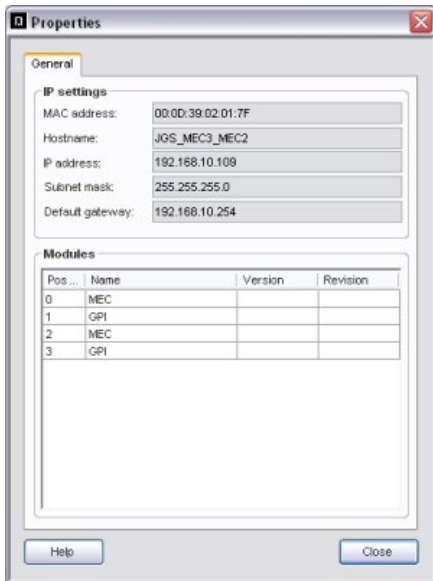 Properties
General
IP settings
MAC address: 00:0D:39:02:01:7F
Hostname: JGS_MEC3_MEC2
IP address: 192.168.10.109
Subnet mask: 255.255.255.0
Default gateway: 192.168.10.254
Modules
Pos ... Name Version Revision
0 MEC
1 GPI
2 MEC
3 GPI
Help Close